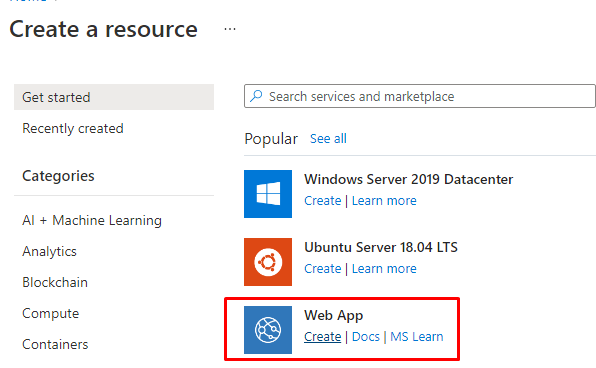 Create a resource ...
Get started
Recently created
Categories
AI + Machine Learning
Analytics
Blockchain
Compute
Containers
Search services and marketplace
Popular See all
Windows Server 2019 Datacenter
Create | Learn more
Ubuntu Server 18.04 LTS
Create | Learn more
Web App
Create | Docs | MS Learn